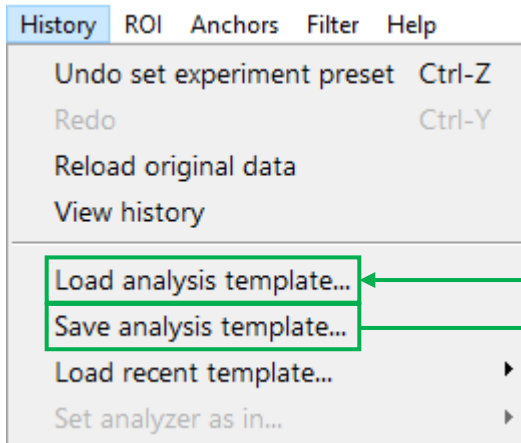 History ROI Anchors Filter Help
Undo set experiment preset Ctrl-Z
Redo Ctrl-Y
Reload original data
View history
Load analysis template...
Save analysis template...
Load recent template...
Set analyzer as in...